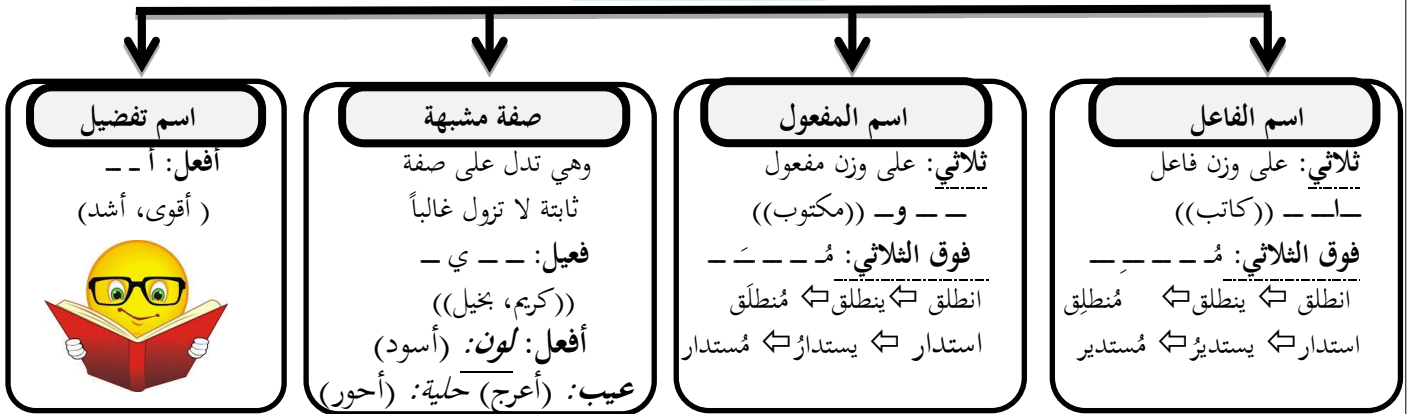 اسم الفاعل
ثلاثي: على وزن فاعل
ـاـ ـ ((كاتب))
فوق الثلاثي: مُـ ـ ـ ـ ـِ ـ
انطلق ⇦ ينطلق ⇦ مُنطلِق
استدار ⇦ يستديرُ ⇦ مُستدير
اسم المفعول
ثلاثي: على وزن مفعول
ـ ـ وـ ((مكتوب))
فوق الثلاثي: مُـ ـ ـ ـ ـَ ـ
انطلق ⇦ ينطلق ⇦ مُنطلَق
استدار ⇦ يستدارُ ⇦ مُستدار
صفة مشبهة
وهي تدل على صفة
ثابتة لا تزول غالباً
فعيل: ـ ـ ي ـ
((كريم، بخيل))
أفعل: لون: (أسود)
عيب: (أعرج) حلية: (أحور)
اسم تفضيل
أفعل: أ ـ ـ
( أقوى، أشد)